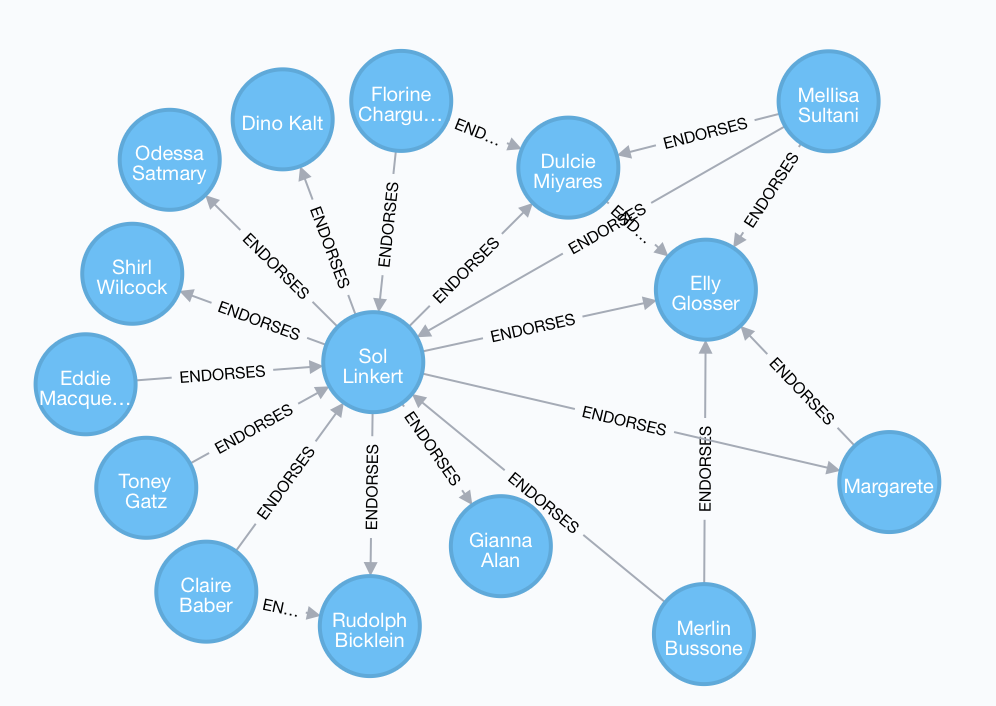 Florine
Chargu...
Mellisa
Sultani
Dino Kalt
END...
ENDORSES
Odessa
Satmary
Dulcie
Miyares
ENDORSES
ENDORSES
ENDORSES
END...
ENDORSES
ENDORSES
ENDORSES
ENDORSES
Shirl
Wilcock
Elly
Glosser
ENDORSES
ENDORSES
Sol
Linkert
ENDORSES
Eddie
Macque...
ENDORSES
ENDORSES
ENDORSES
ENDORSES
ENDORSES
ENDORSES
ENDORSES
ENDORSES
ENDORSES
Toney
Gatz
Margarete
Gianna
Alan
Claire
Baber
EN...
Rudolph
Bicklein
Merlin
Bussone